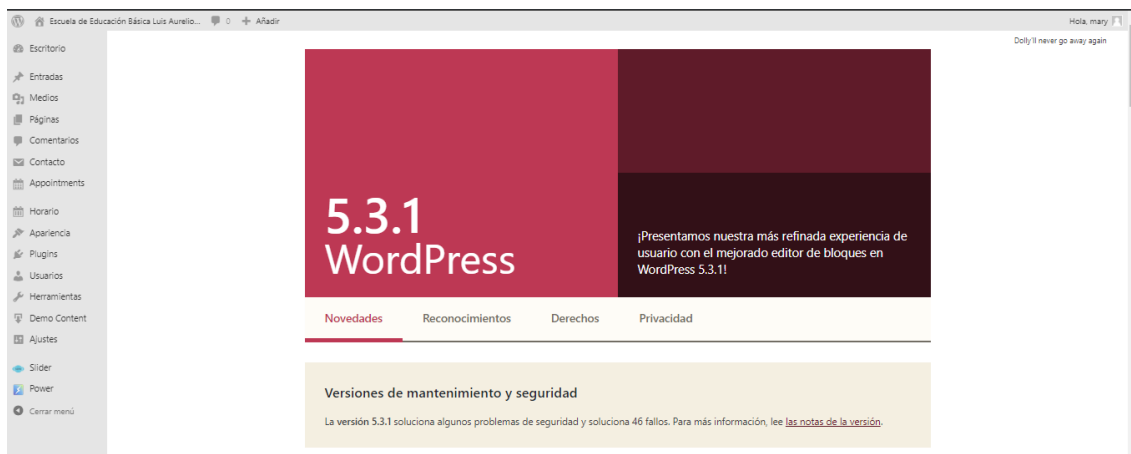 Escuela de Educación Básica Luis Aurelio... 0 + Añadir Hola, mary
Dolly'll never go away again
Escritorio
Entradas
Medios
Páginas
Comentarios
Contacto
Appointments
Horario
Apariencia
Plugins
Usuarios
Herramientas
Demo Content
Ajustes
Slider
Power
Cerrar menú
5.3.1
WordPress
¡Presentamos nuestra más refinada experiencia de
usuario con el mejorado editor de bloques en
WordPress 5.3.1!
Novedades Reconocimientos Derechos Privacidad
Versiones de mantenimiento y seguridad
La versión 5.3.1 soluciona algunos problemas de seguridad y soluciona 46 fallos. Para más información, lee las notas de la versión.